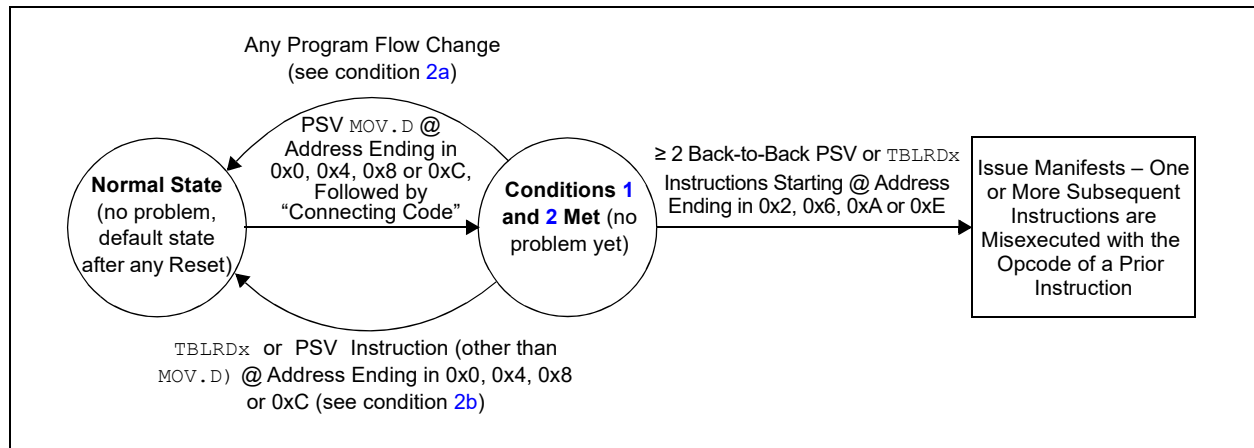 Any Program Flow Change
(see condition 2a)
PSV MOV.D @
Address Ending in
0x0, 0x4, 0x8 or 0xC,
Followed by
“Connecting Code”
Normal State
(no problem,
default state
after any Reset)
Conditions 1
and 2 Met (no
problem yet)
≥ 2 Back-to-Back PSV or TBLRDx
Instructions Starting @ Address
Ending in 0x2, 0x6, 0xA or 0xE
Issue Manifests – One
or More Subsequent
Instructions are
Misexecuted with the
Opcode of a Prior
Instruction
TBLRDx or PSV Instruction (other than
MOV.D) @ Address Ending in 0x0, 0x4, 0x8
or 0xC (see condition 2b)